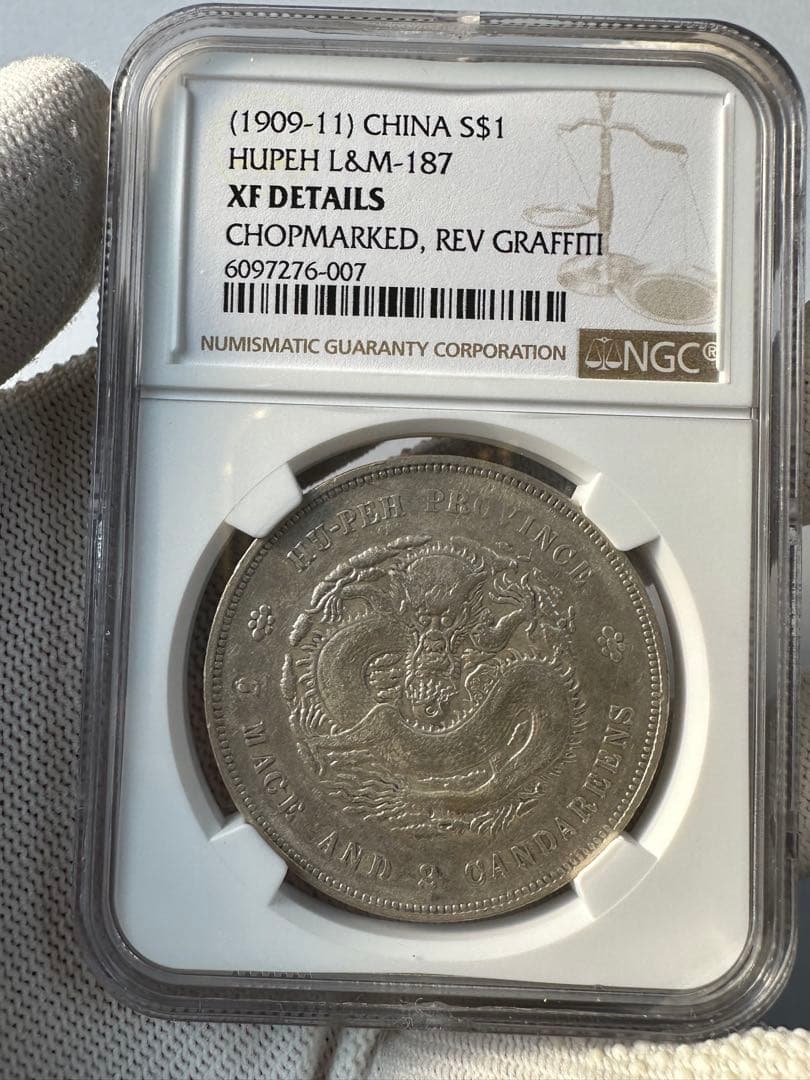 (1909-11) CHINA S$1
HUPEH L&M-187
XF DETAILS
CHOPMARKED, REV GRAFFITI
6097276-007
NUMISMATIC GUARANTY CORPORATION
NGC®
HU-PEH PROVINCE
MACE AND 2 CANDAREENS